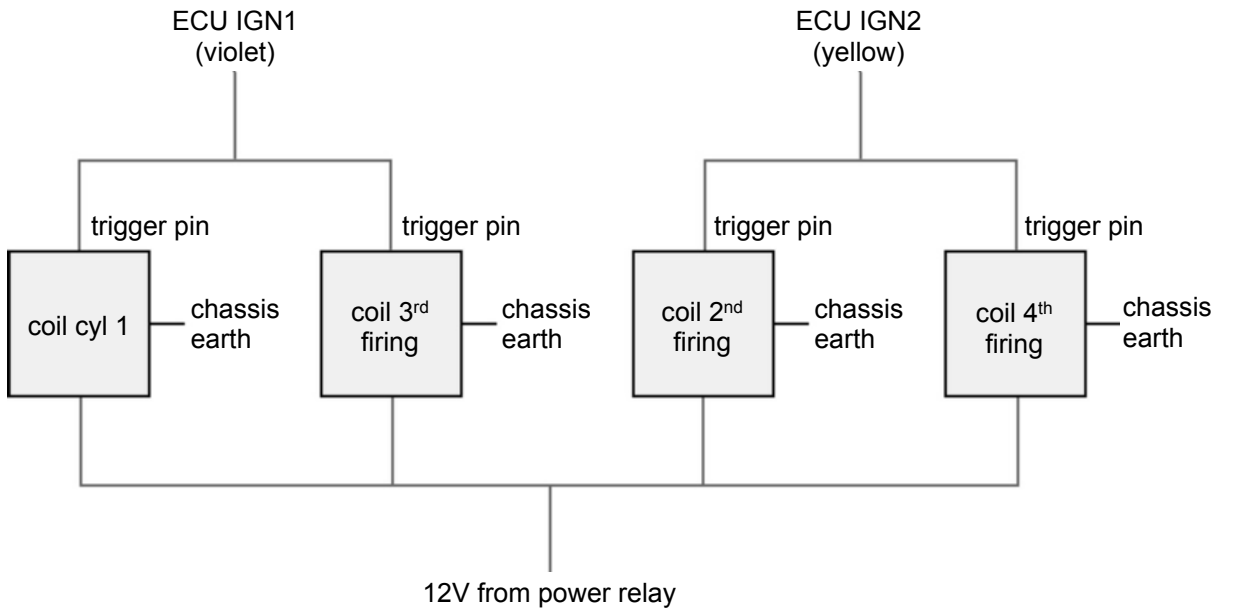 ECU IGN1
(violet)
ECU IGN2
(yellow)
trigger pin
trigger pin
trigger pin
trigger pin
coil cyl 1
chassis
earth
coil 3rd
firing
chassis
earth
coil 2nd
firing
chassis
earth
coil 4th
firing
chassis
earth
12V from power relay